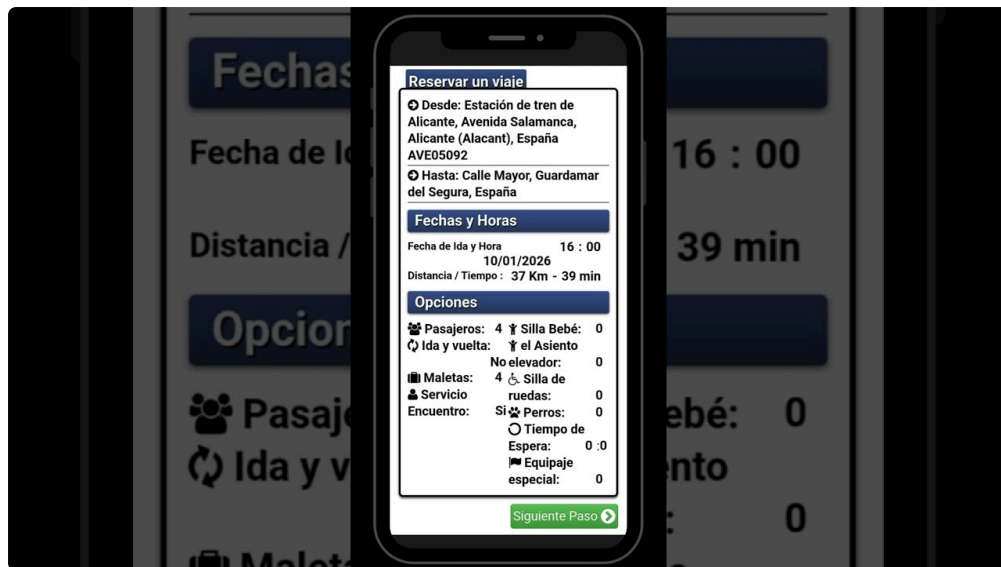 Reservar un viaje
Desde: Estación de tren de
Alicante, Avenida Salamanca,
Alicante (Alacant), España
AVE05092
Hasta: Calle Mayor, Guardamar
del Segura, España
Fechas y Horas
Fecha de Ida y Hora 16 : 00
10/01/2026
Distancia / Tiempo : 37 Km - 39 min
Opciones
Pasajeros: 4 Silla Bebé: 0
Ida y vuelta: el Asiento
No elevador: 0
Maletas: 4 Silla de
Servicio ruedas: 0
Encuentro: Si Perros: 0
Tiempo de
Espera: 0 :0
Equipaje
especial: 0
Siguiente Paso
Fechas
Fecha de Id 16 : 00
Distancia / 39 min
Opcion
Pasaje ebé: 0
Ida y v nto
: 0